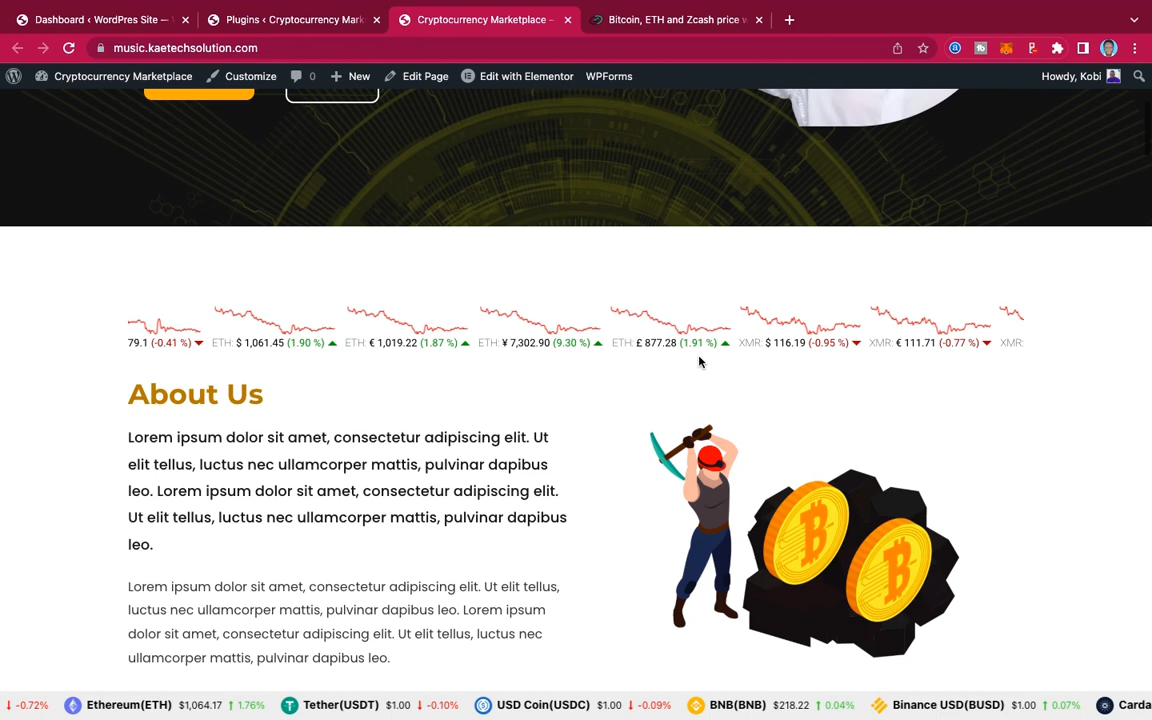 Dashboard ‹ WordPres Site —
Plugins ‹ Cryptocurrency Mark
Cryptocurrency Marketplace –
Bitcoin, ETH and Zcash price w
music.kaetechsolution.com
Cryptocurrency Marketplace
Customize
0
New
Edit Page
Edit with Elementor
WPForms
Howdy, Kobi
79.1 (-0.41 %) ETH: $ 1,061.45 (1.90 %) ETH: € 1,019.22 (1.87 %) ETH: ¥ 7,302.90 (9.30 %) ETH: £ 877.28 (1.91 %) XMR: $ 116.19 (-0.95 %) XMR: € 111.71 (-0.77 %) XMR:
About Us
Lorem ipsum dolor sit amet, consectetur adipiscing elit. Ut
elit tellus, luctus nec ullamcorper mattis, pulvinar dapibus
leo. Lorem ipsum dolor sit amet, consectetur adipiscing elit.
Ut elit tellus, luctus nec ullamcorper mattis, pulvinar dapibus
leo.
Lorem ipsum dolor sit amet, consectetur adipiscing elit. Ut elit tellus,
luctus nec ullamcorper mattis, pulvinar dapibus leo. Lorem ipsum
dolor sit amet, consectetur adipiscing elit. Ut elit tellus, luctus nec
ullamcorper mattis, pulvinar dapibus leo.
↓ -0.72% Ethereum(ETH) $1,064.17 ↑ 1.76% Tether(USDT) $1.00 ↓ -0.10% USD Coin(USDC) $1.00 ↓ -0.09% BNB(BNB) $218.22 ↑ 0.04% Binance USD(BUSD) $1.00 ↑ 0.07% Carda